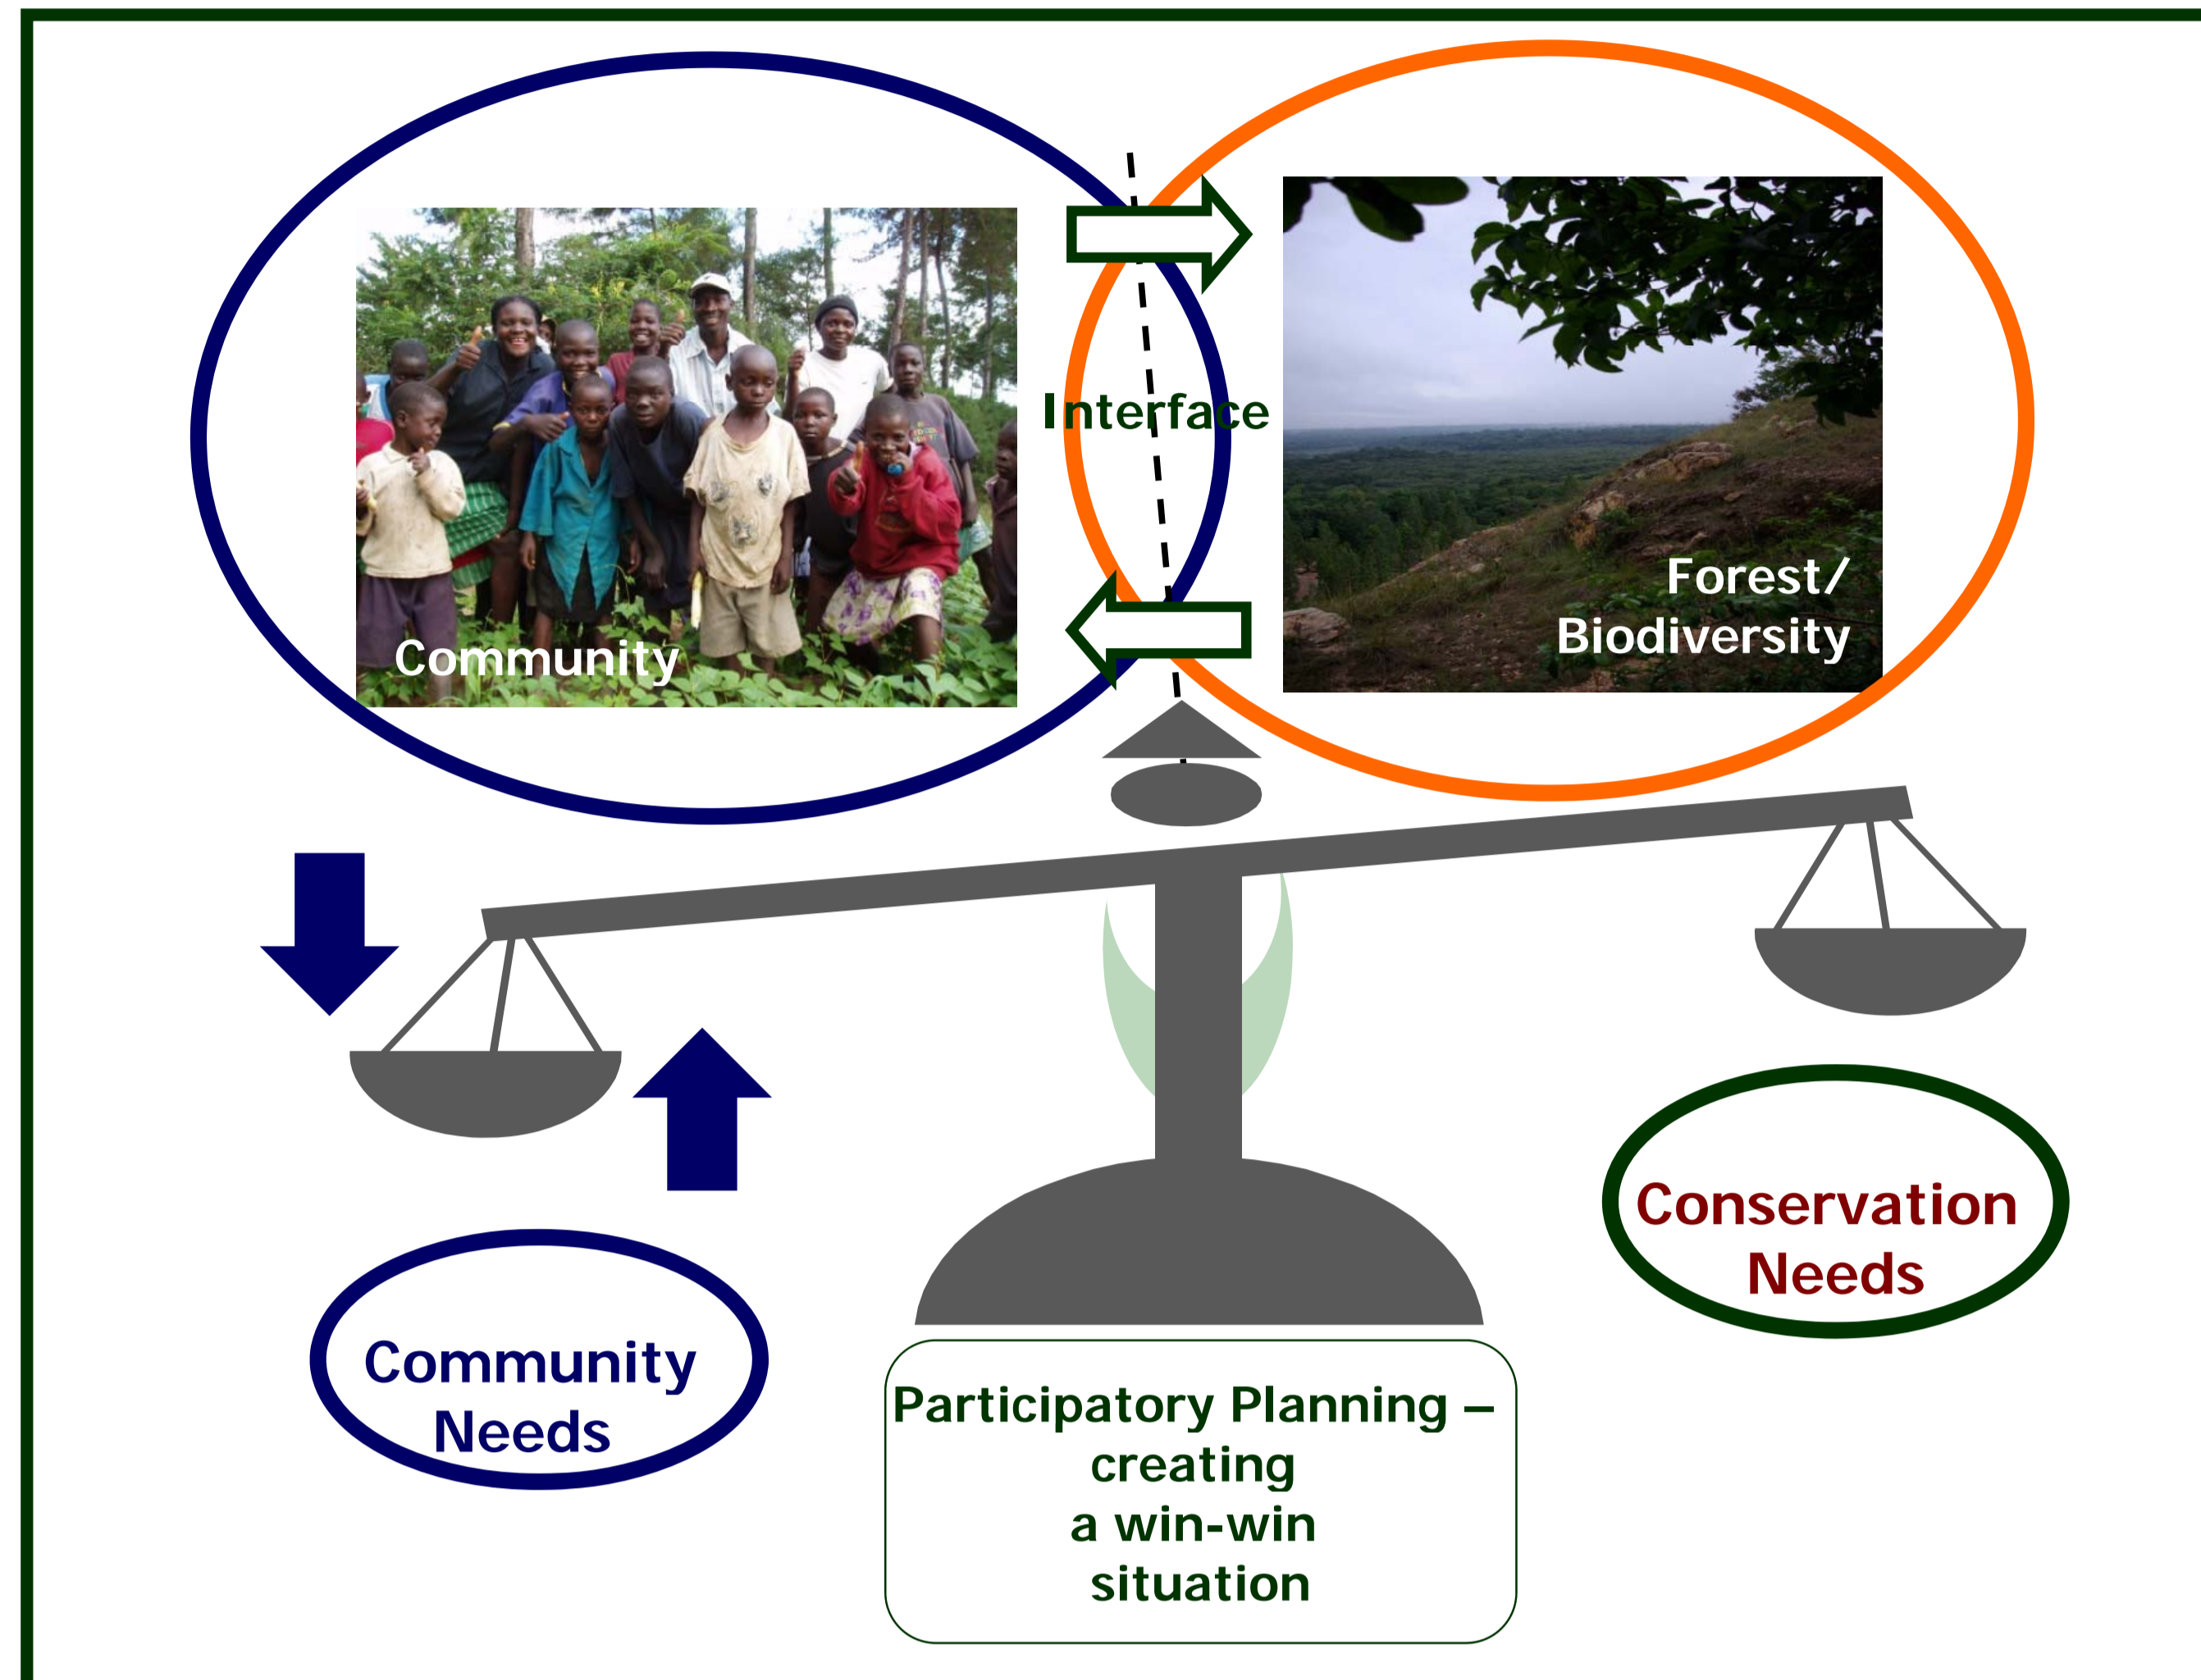 Interface
Community
Forest/
Biodiversity
Community
Needs
Conservation
Needs
Participatory Planning –
creating
a win-win
situation